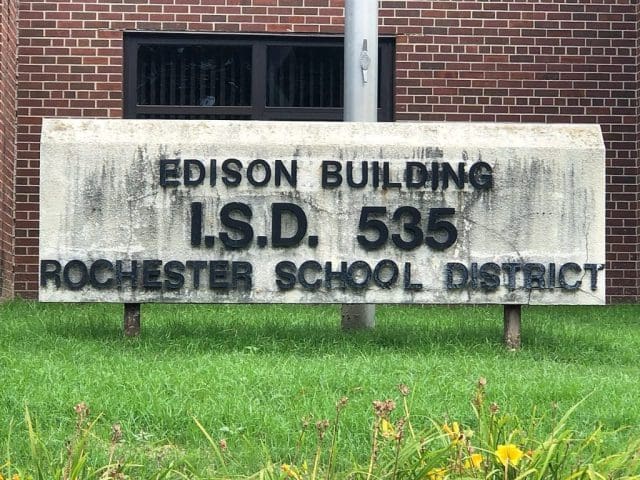 EDISON BUILDING
I.S.D. 535
ROCHESTER SCHOOL DISTRICT